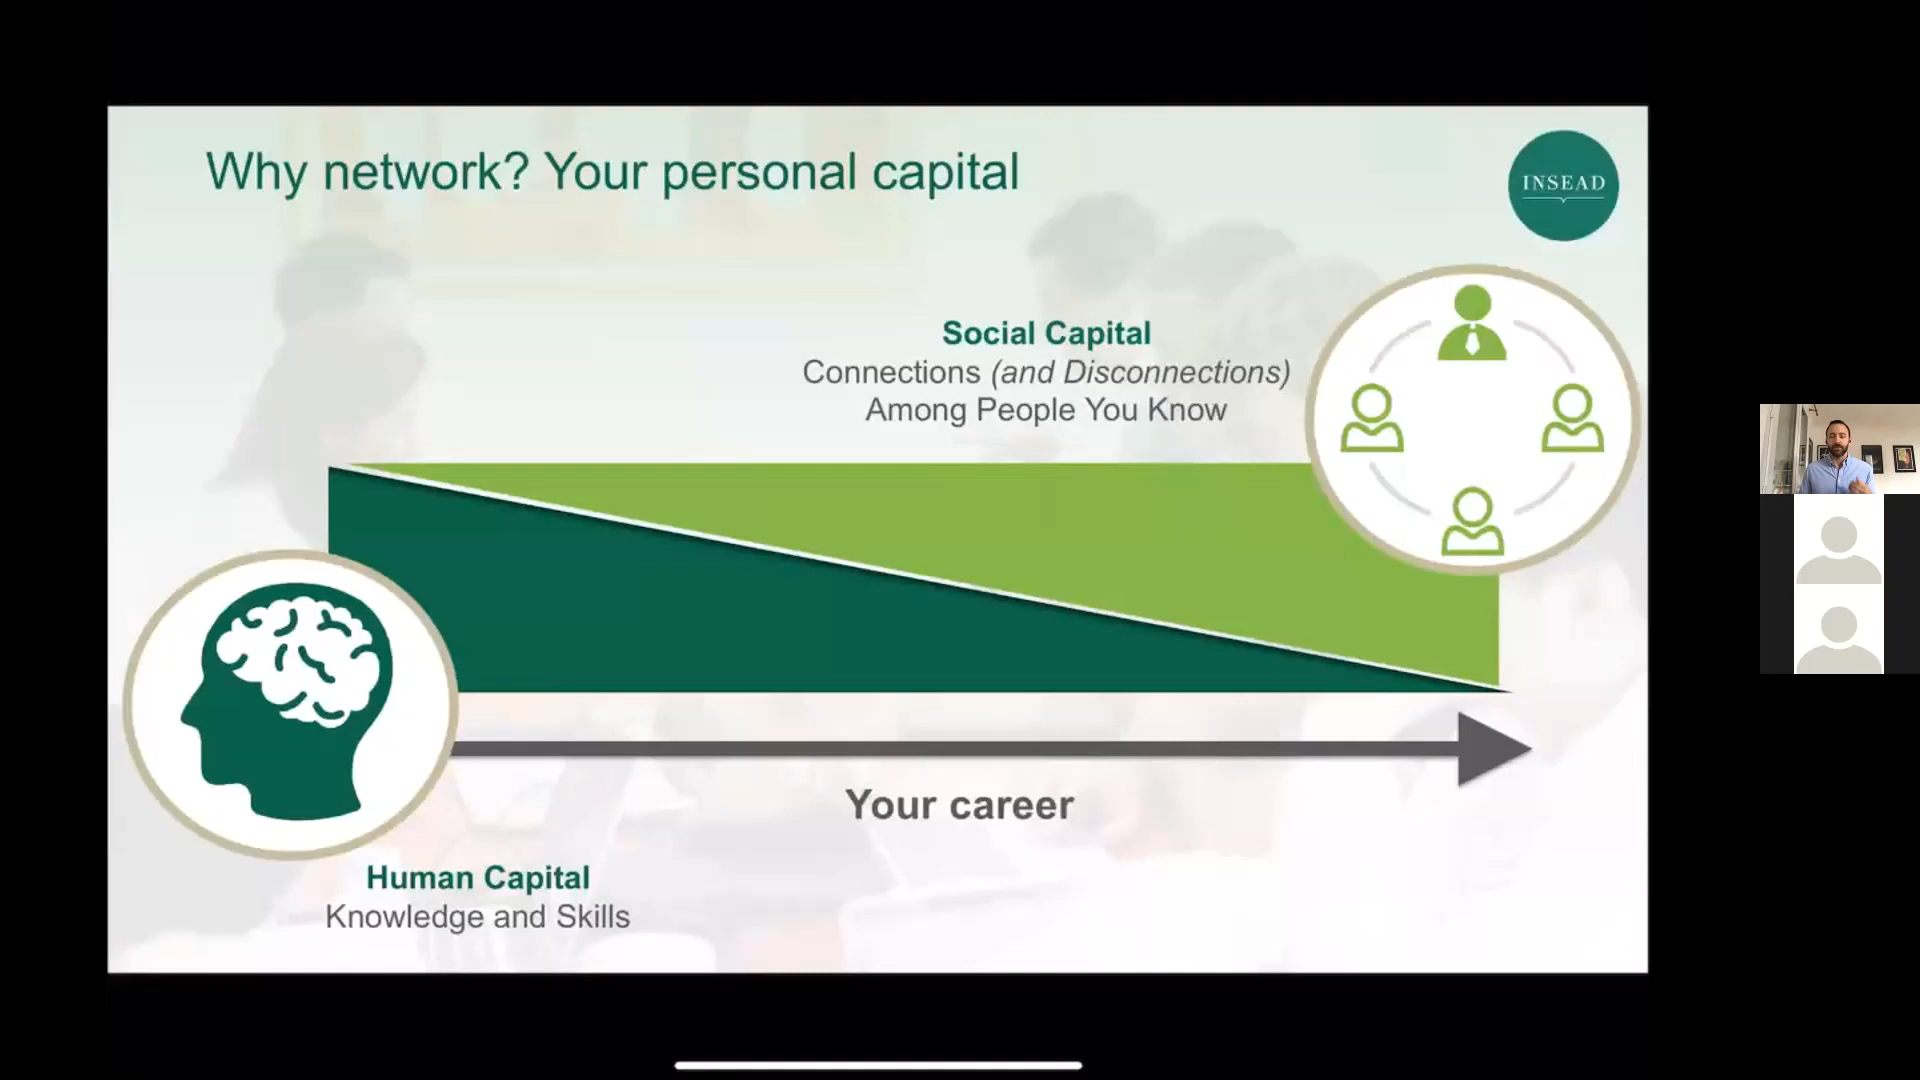 Why network? Your personal capital
INSEAD
Social Capital
Connections (and Disconnections)
Among People You Know
Your career
Human Capital
Knowledge and Skills